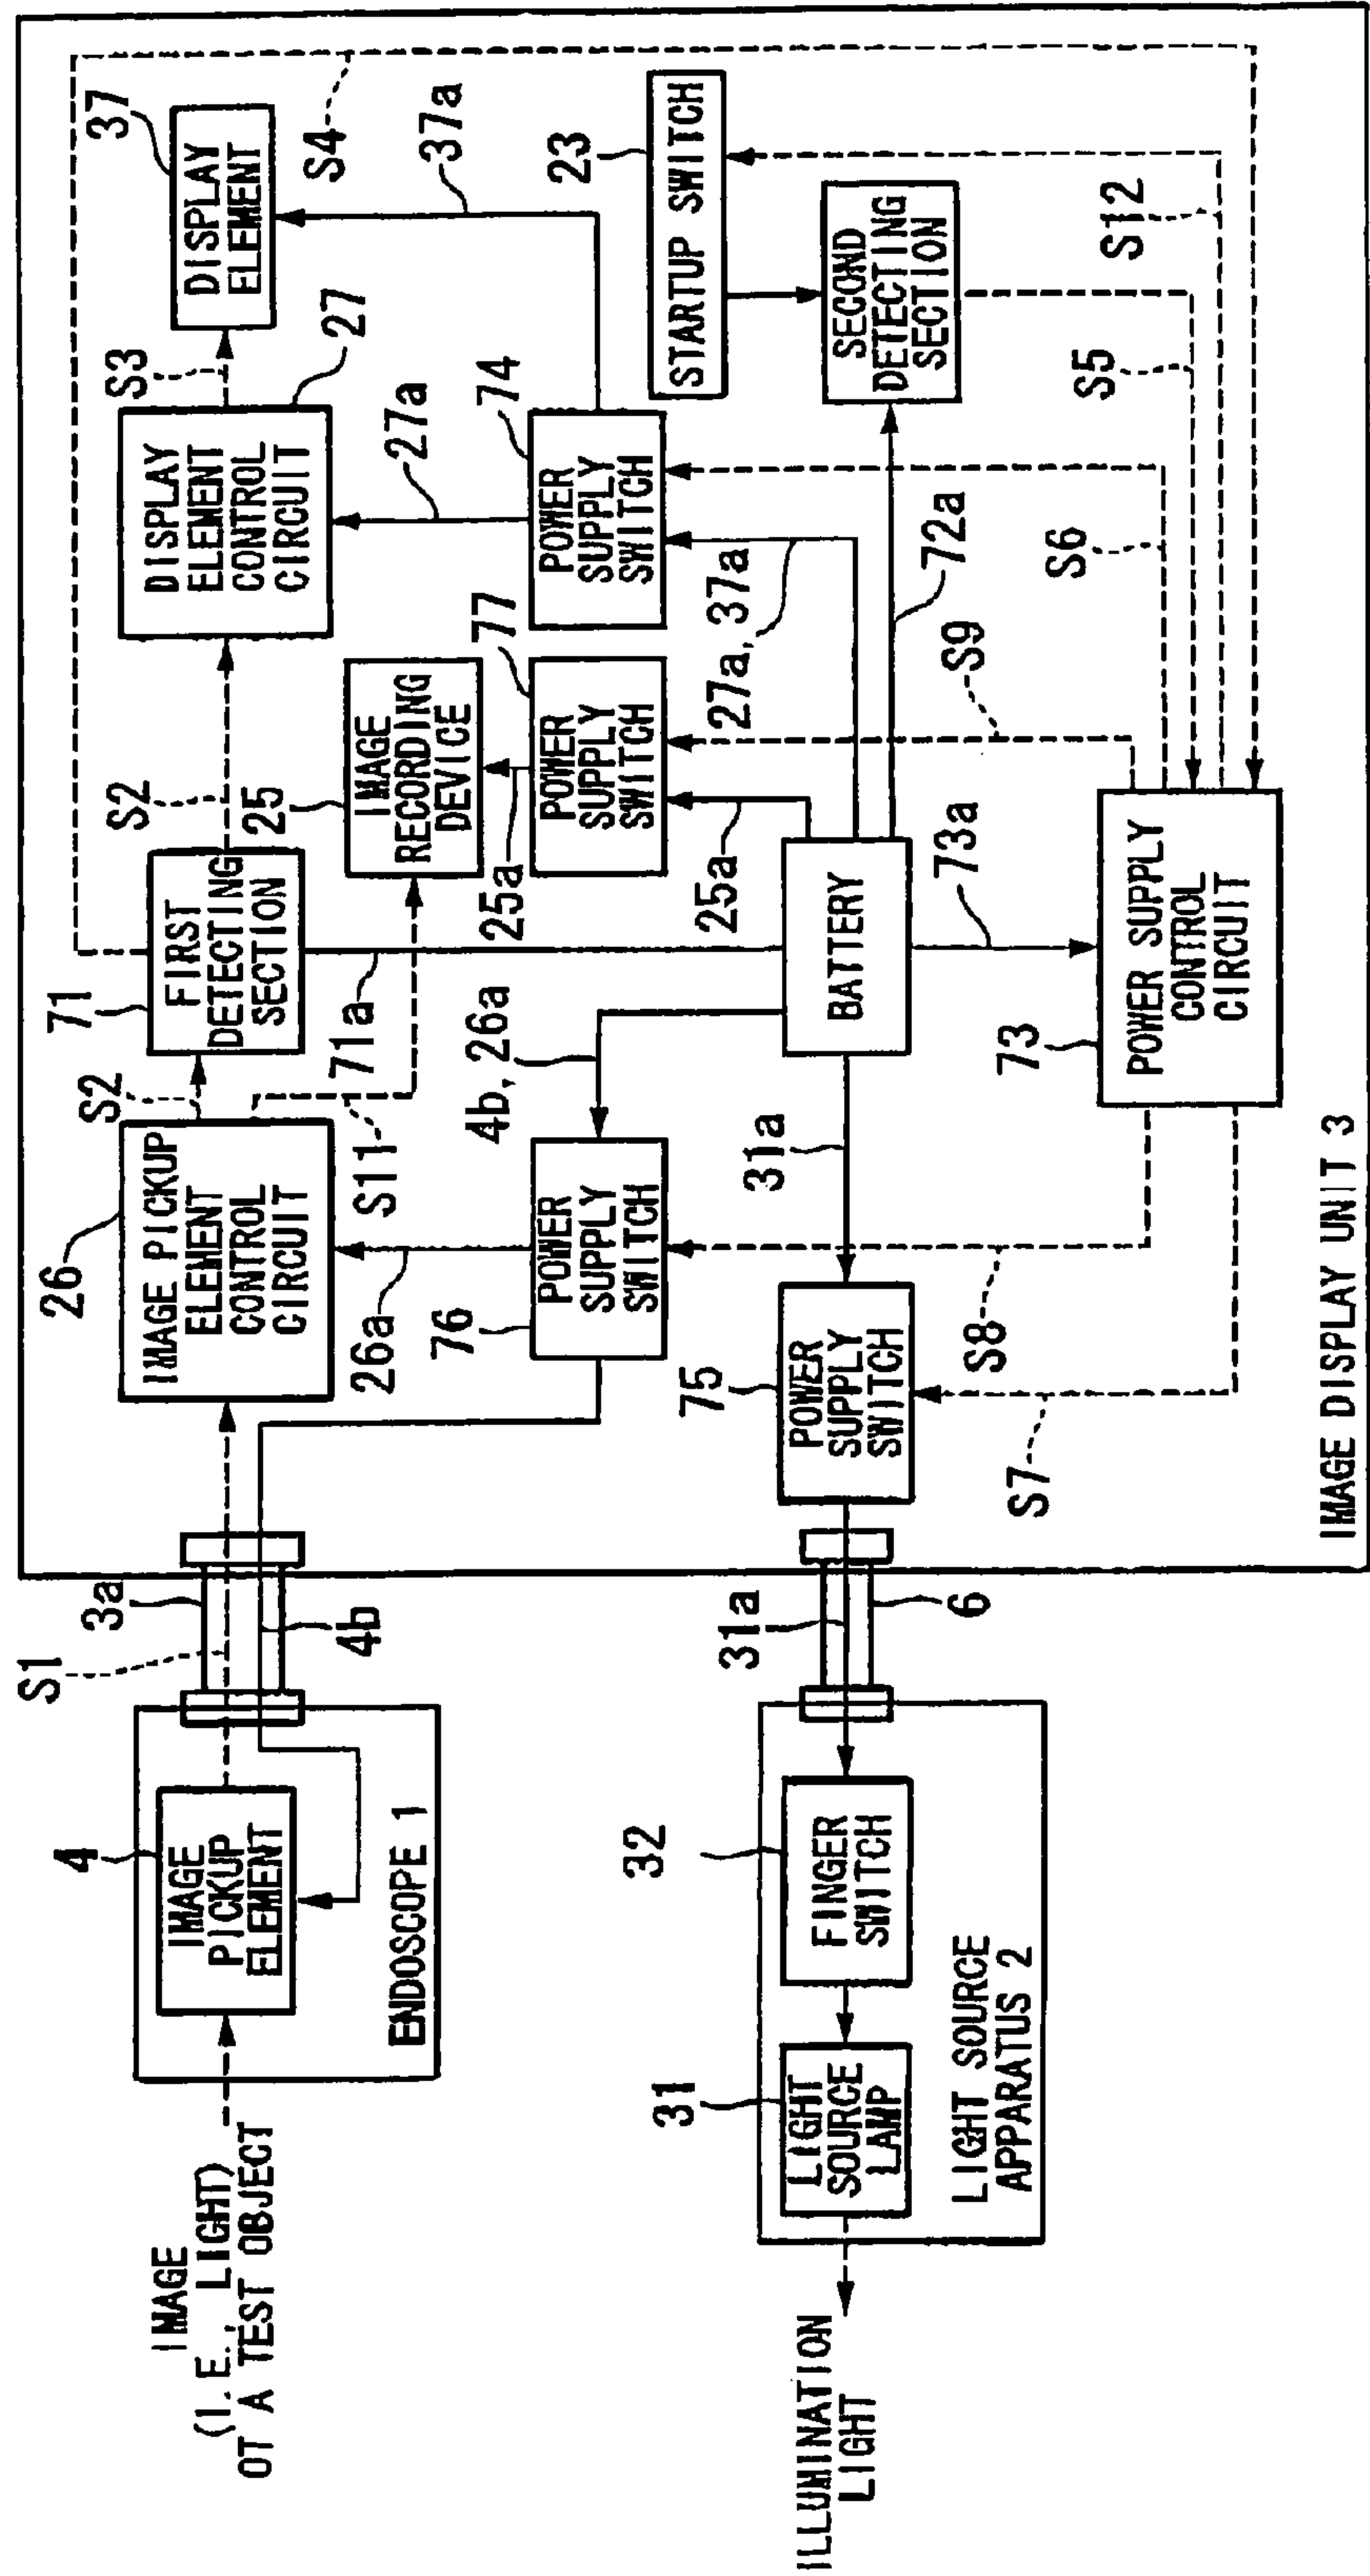 IMAGE
(I. E., LIGHT)
OT A TEST OBJECT
4
IMAGE
PICKUP
ELEMENT
ENDOSCOPE 1
S1
3a
4b
26
IMAGE PICKUP
ELEMENT
CONTROL
CIRCUIT
S2
71
FIRST
DETECTING
SECTION
S2
DISPLAY
ELEMENT
CONTROL
CIRCUIT
27
S3
37
DISPLAY
ELEMENT
S4
S11
71a
25
IMAGE
RECORDING
DEVICE
27a
37a
26a
76
POWER
SUPPLY
SWITCH
4b, 26a
25a
77
POWER
SUPPLY
SWITCH
74
POWER
SUPPLY
SWITCH
23
STARTUP SWITCH
25a
27a, 37a
SECOND
DETECTING
SECTION
ILLUMINATION
LIGHT
31
LIGHT
SOURCE
LAMP
32
FINGER
SWITCH
LIGHT SOURCE
APPARATUS 2
31a
6
75
POWER
SUPPLY
SWITCH
31a
BATTERY
72a
73a
S7
S8
73
POWER SUPPLY
CONTROL
CIRCUIT
S9
S6
S5
S12
IMAGE DISPLAY UNIT 3